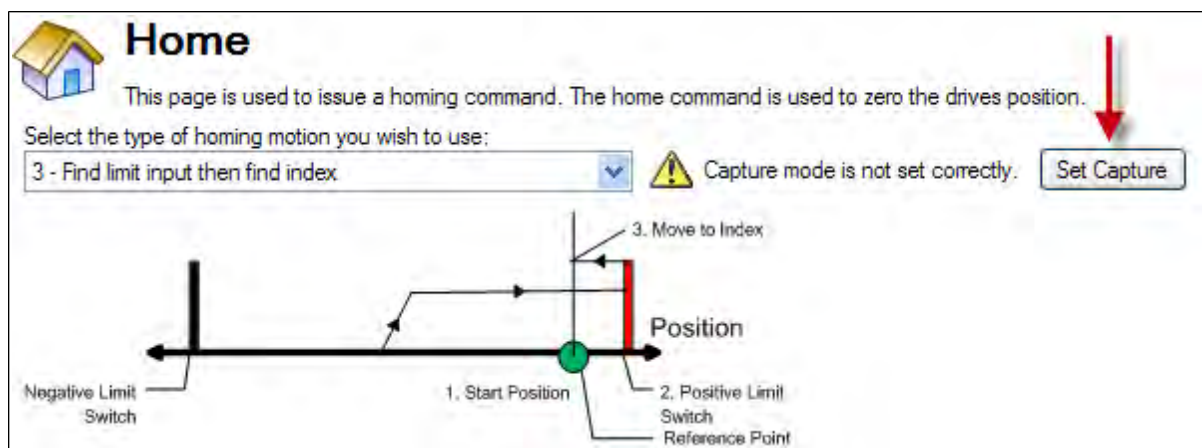 Home
This page is used to issue a homing command. The home command is used to zero the drives position.
Select the type of homing motion you wish to use:
3 - Find limit input then find index
Capture mode is not set correctly.
Set Capture
3. Move to Index
Position
Negative Limit
Switch
1. Start Position
2. Positive Limit
Switch
Reference Point